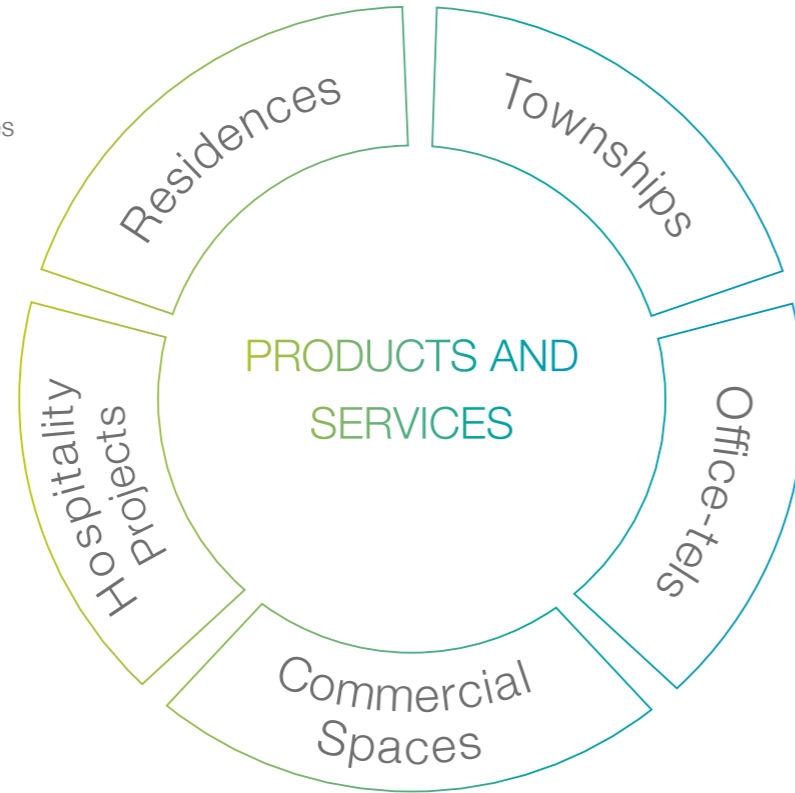 Residences
Townships
PRODUCTS AND
SERVICES
Office-tels
Hospitality
Projects
Commercial
Spaces